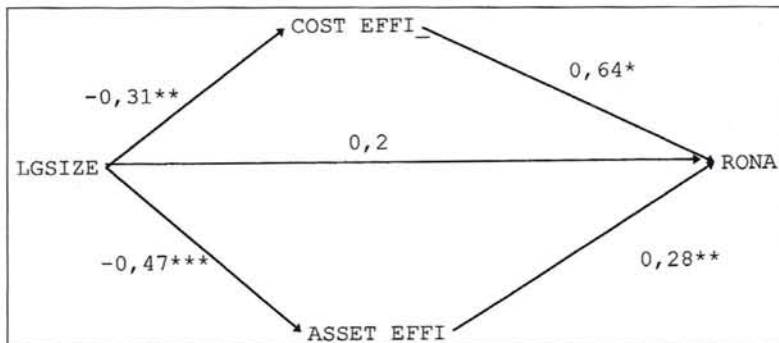 COST EFFI_
0,64*
-0,31**
0,2
LGSIZE
RONA
-0,47***
0,28**
ASSET EFFI